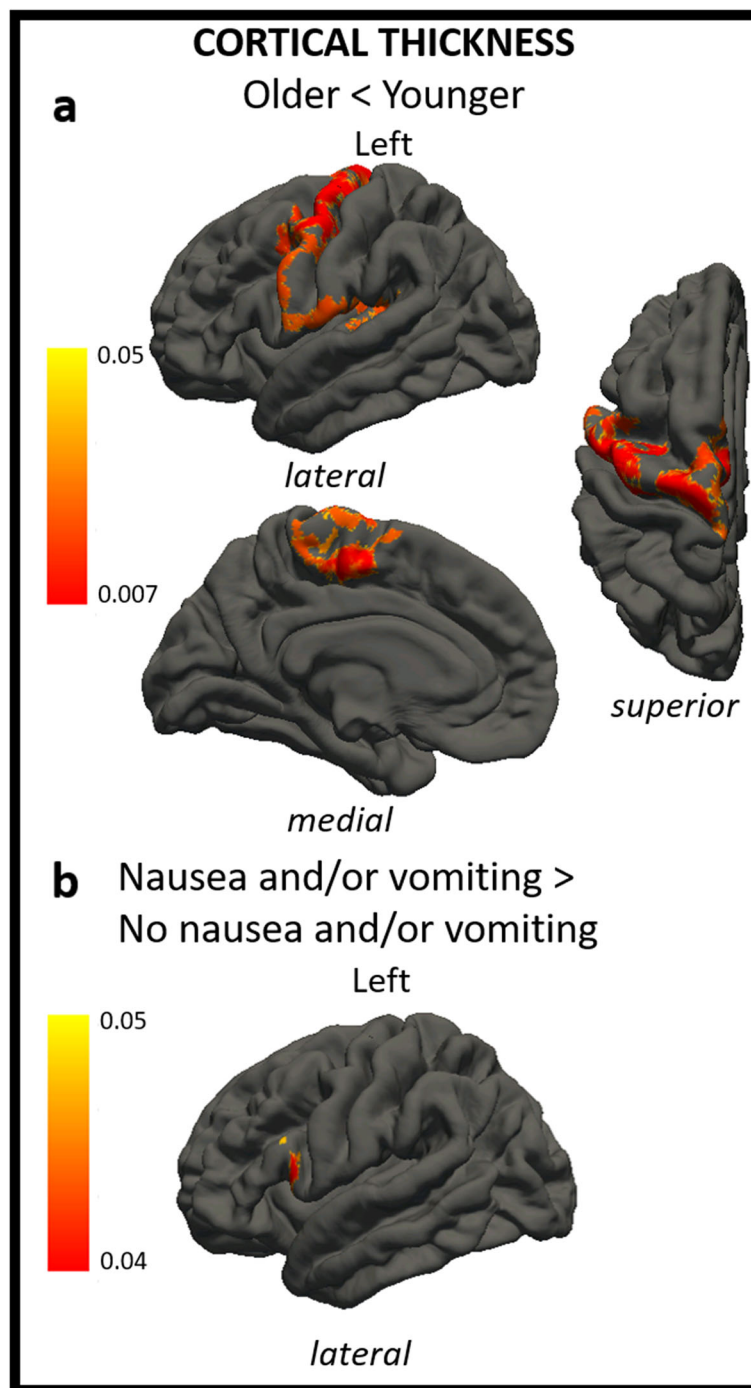 CORTICAL THICKNESS
a
Older < Younger
Left
0.05
0.007
lateral
superior
medial
b
Nausea and/or vomiting >
No nausea and/or vomiting
Left
0.05
0.04
lateral